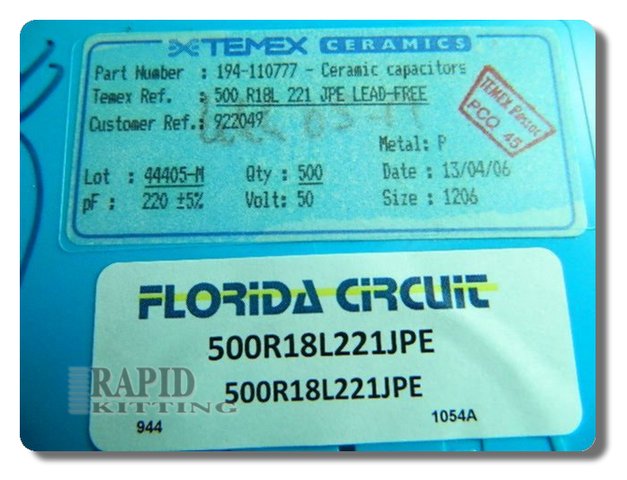 TEMEX CERAMICS
Part Number : 194-110777 - Ceramic capacitors
Temex Ref. : 500 R18L 221 JPE LEAD-FREE
Customer Ref.: 922049
Metal: P
Lot : 44405-M Qty : 500 Date : 13/04/06
pF : 220 ±5% Volt: 50 Size : 1206
TEMEX
PCQ 45
FLORIDA CIRCUIT
500R18L221JPE
500R18L221JPE
RAPID
KITTING
944 1054A